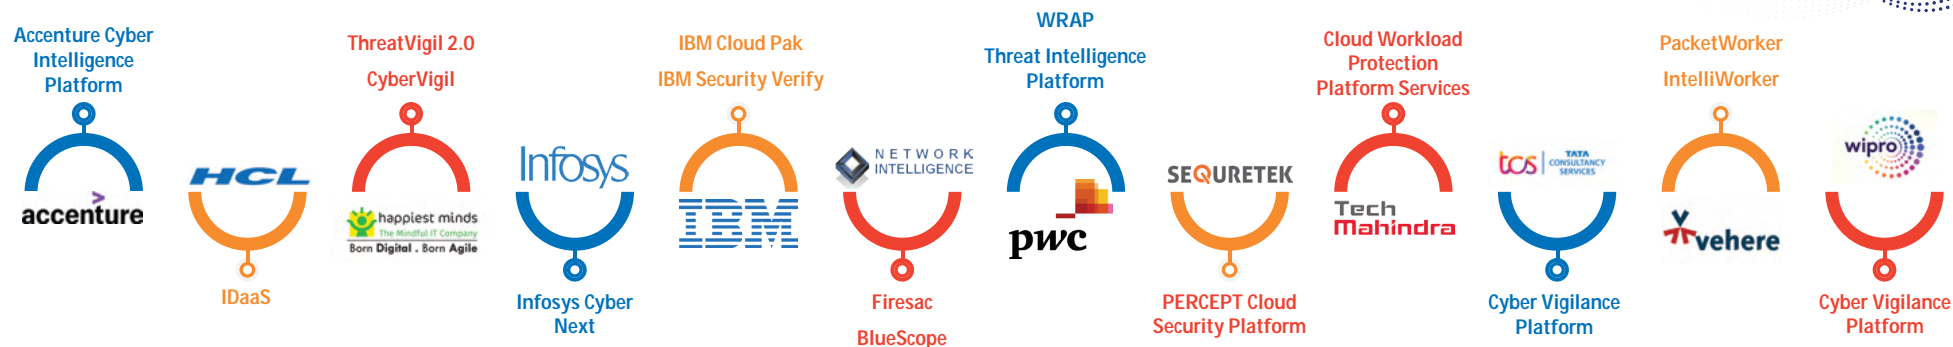 Accenture Cyber
Intelligence
Platform
accenture
HCL
IDaaS
ThreatVigil 2.0
CyberVigil
happiest minds
The Mindful IT Company
Born Digital . Born Agile
Infosys
Infosys Cyber
Next
IBM Cloud Pak
IBM Security Verify
IBM
NETWORK
INTELLIGENCE
Firesac
BlueScope
WRAP
Threat Intelligence
Platform
pwc
SEQURETEK
PERCEPT Cloud
Security Platform
Cloud Workload
Protection
Platform Services
Tech
Mahindra
tcs
TATA
CONSULTANCY
SERVICES
Cyber Vigilance
Platform
PacketWorker
IntelliWorker
vehere
wipro
Cyber Vigilance
Platform